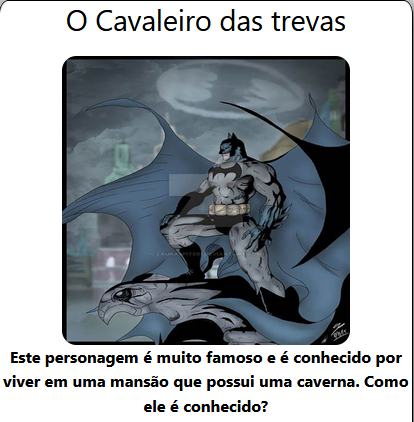 O Cavaleiro das trevas
Este personagem é muito famoso e é conhecido por
viver em uma mansão que possui uma caverna. Como
ele é conhecido?